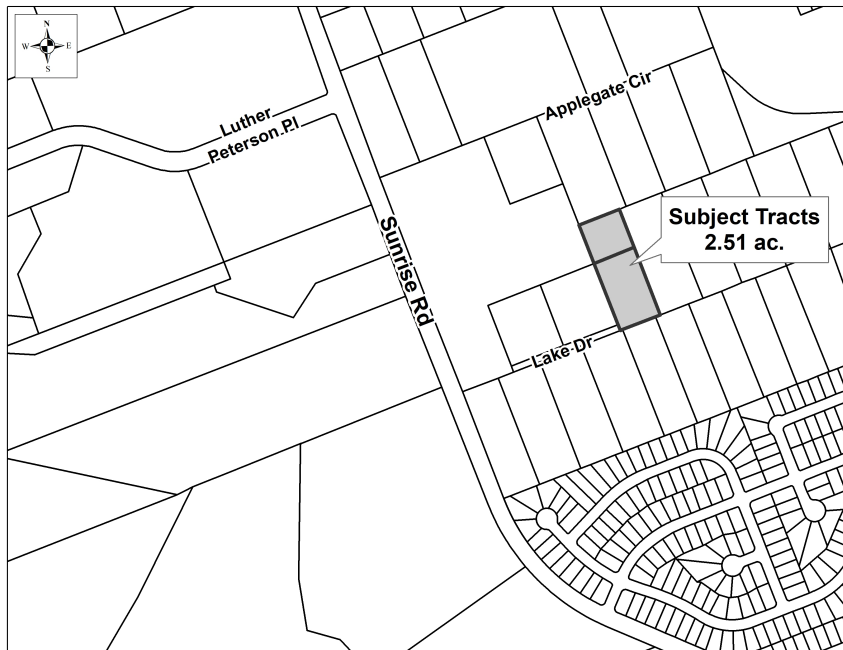 N
W E
S
Applegate Cir
Luther
Peterson Pl
Subject Tracts
2.51 ac.
Sunrise Rd
Lake Dr